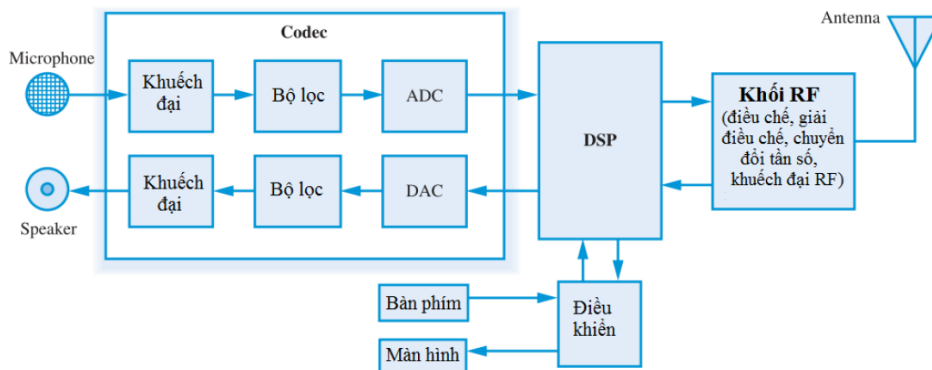 Antenna
Codec
Microphone
Khuếch
đại
Bộ lọc
ADC
DSP
Khối RF
(điều chế, giải
điều chế, chuyển
đổi tần số,
khuếch đại RF)
Khuếch
đại
Bộ lọc
DAC
Speaker
Bàn phím
Điều
khiển
Màn hình